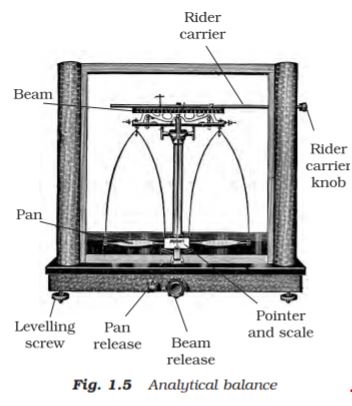 Rider
carrier
Beam
Rider
carrier
knob
Pan
Levelling
screw
Pan
release
Beam
release
Pointer
and scale
Fig. 1.5 Analytical balance